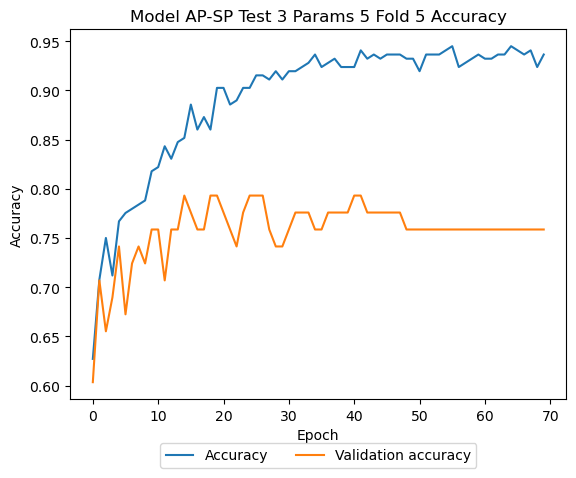 Model AP-SP Test 3 Params 5 Fold 5 Accuracy
Accuracy
0.95
0.90
0.85
0.80
0.75
0.70
0.65
0.60
0 10 20 30 40 50 60 70
Epoch
Accuracy Validation accuracy